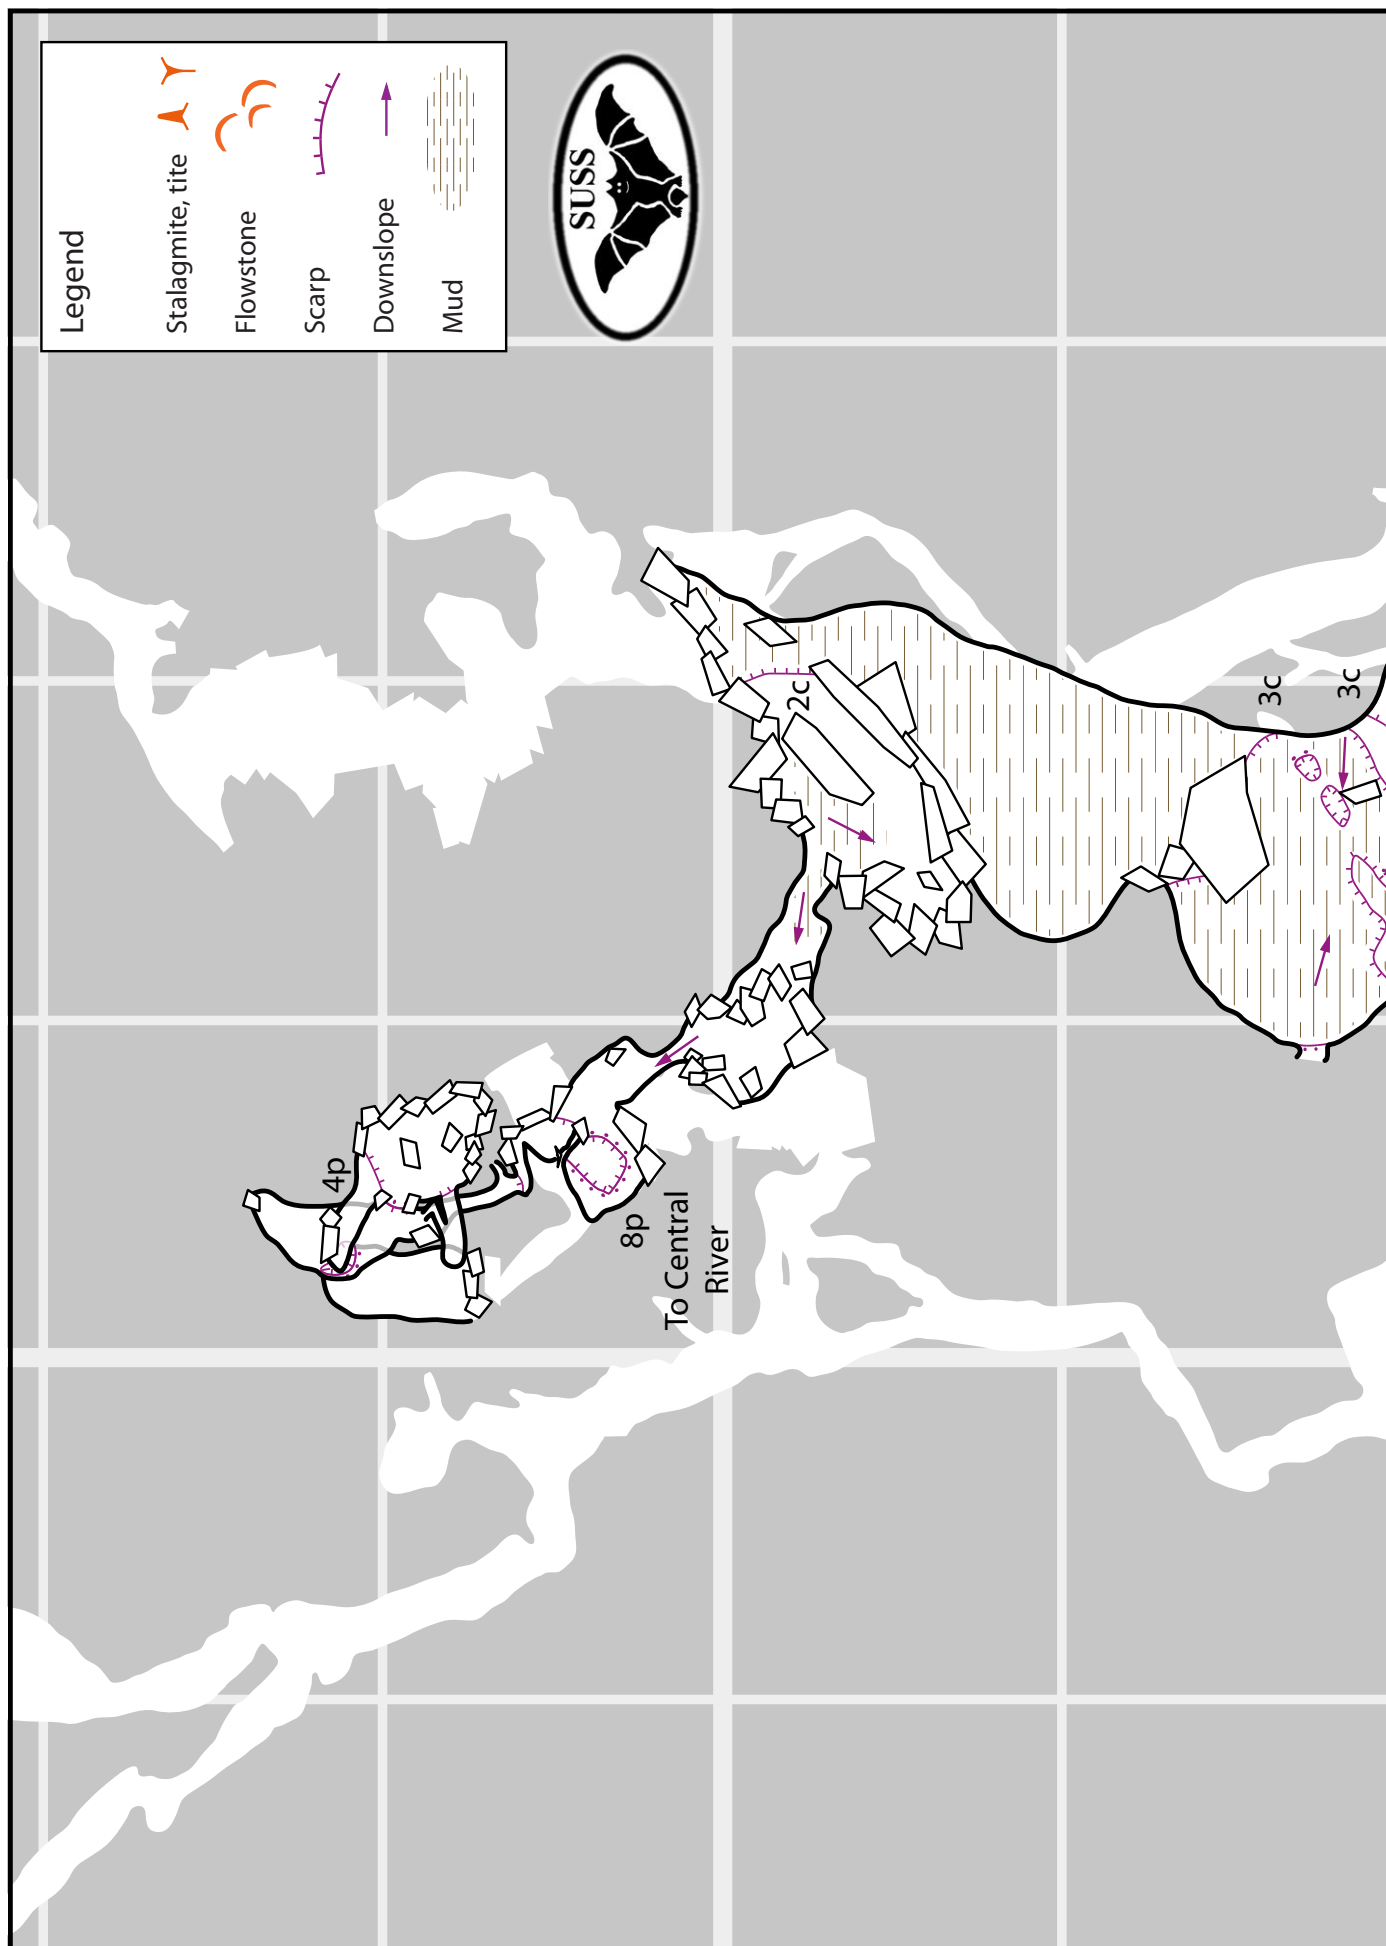 Legend
Stalagmite, tite
Flowstone
Scarp
Downslope
Mud
SUSS
4p
8p
To Central
River
2c
3c
3c